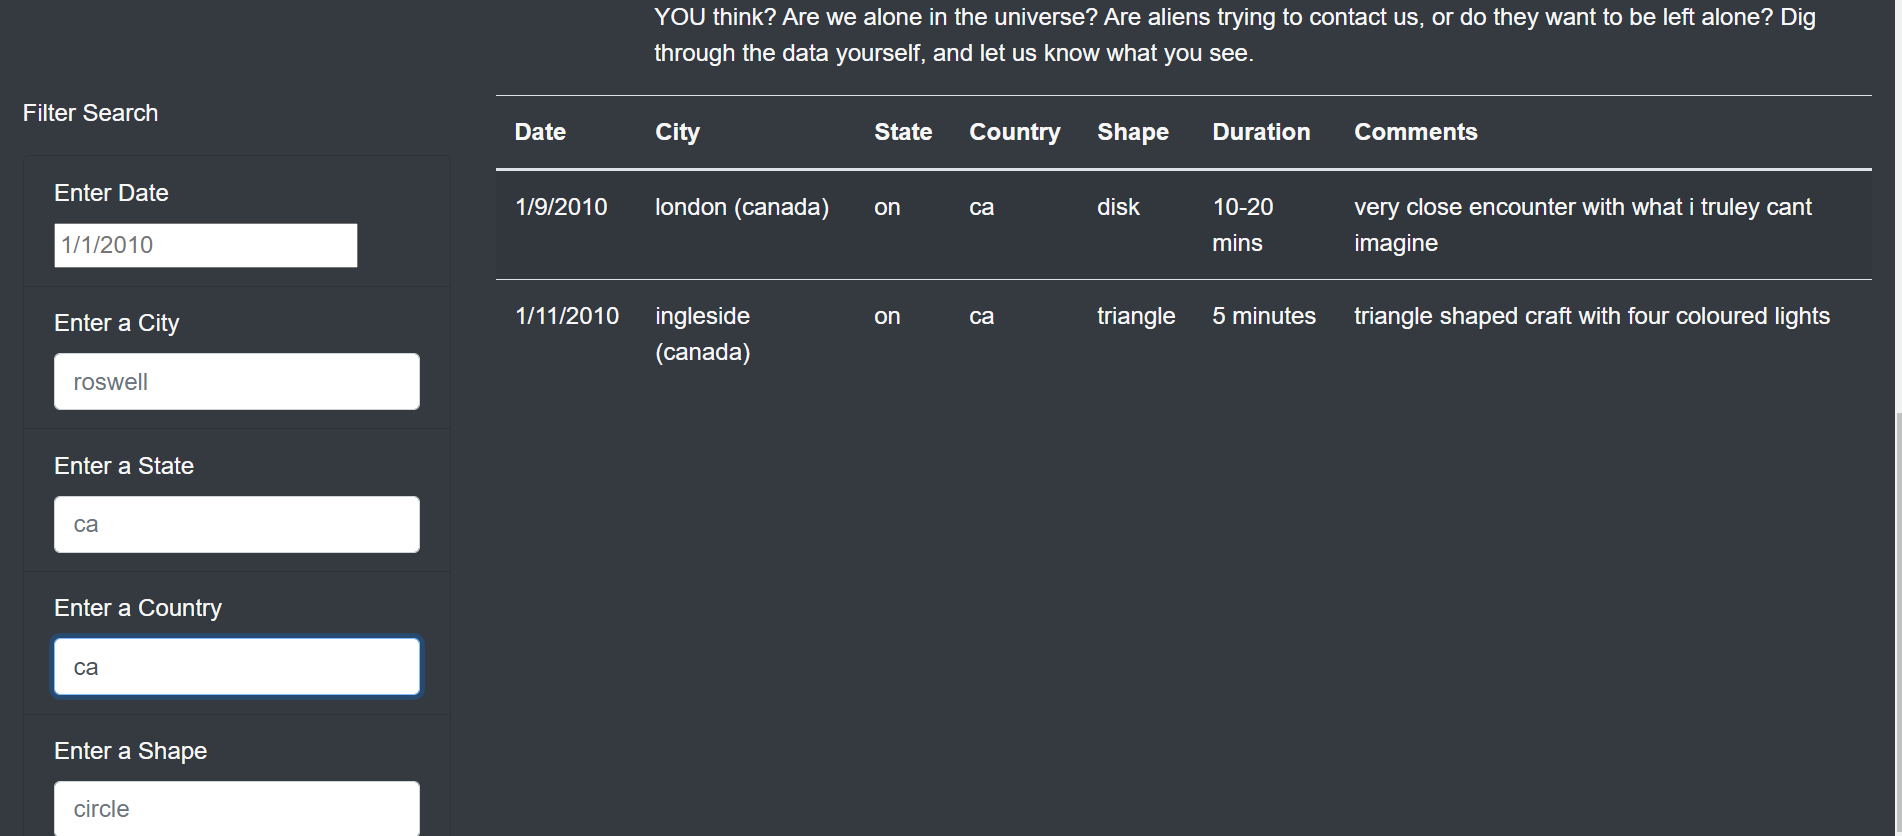 YOU think? Are we alone in the universe? Are aliens trying to contact us, or do they want to be left alone? Dig
through the data yourself, and let us know what you see.
Filter Search
Enter Date
1/1/2010
Enter a City
roswell
Enter a State
ca
Enter a Country
ca
Enter a Shape
circle
Date City State Country Shape Duration Comments
1/9/2010 london (canada) on ca disk 10-20 very close encounter with what i truley cant
mins imagine
1/11/2010 ingleside on ca triangle 5 minutes triangle shaped craft with four coloured lights
(canada)